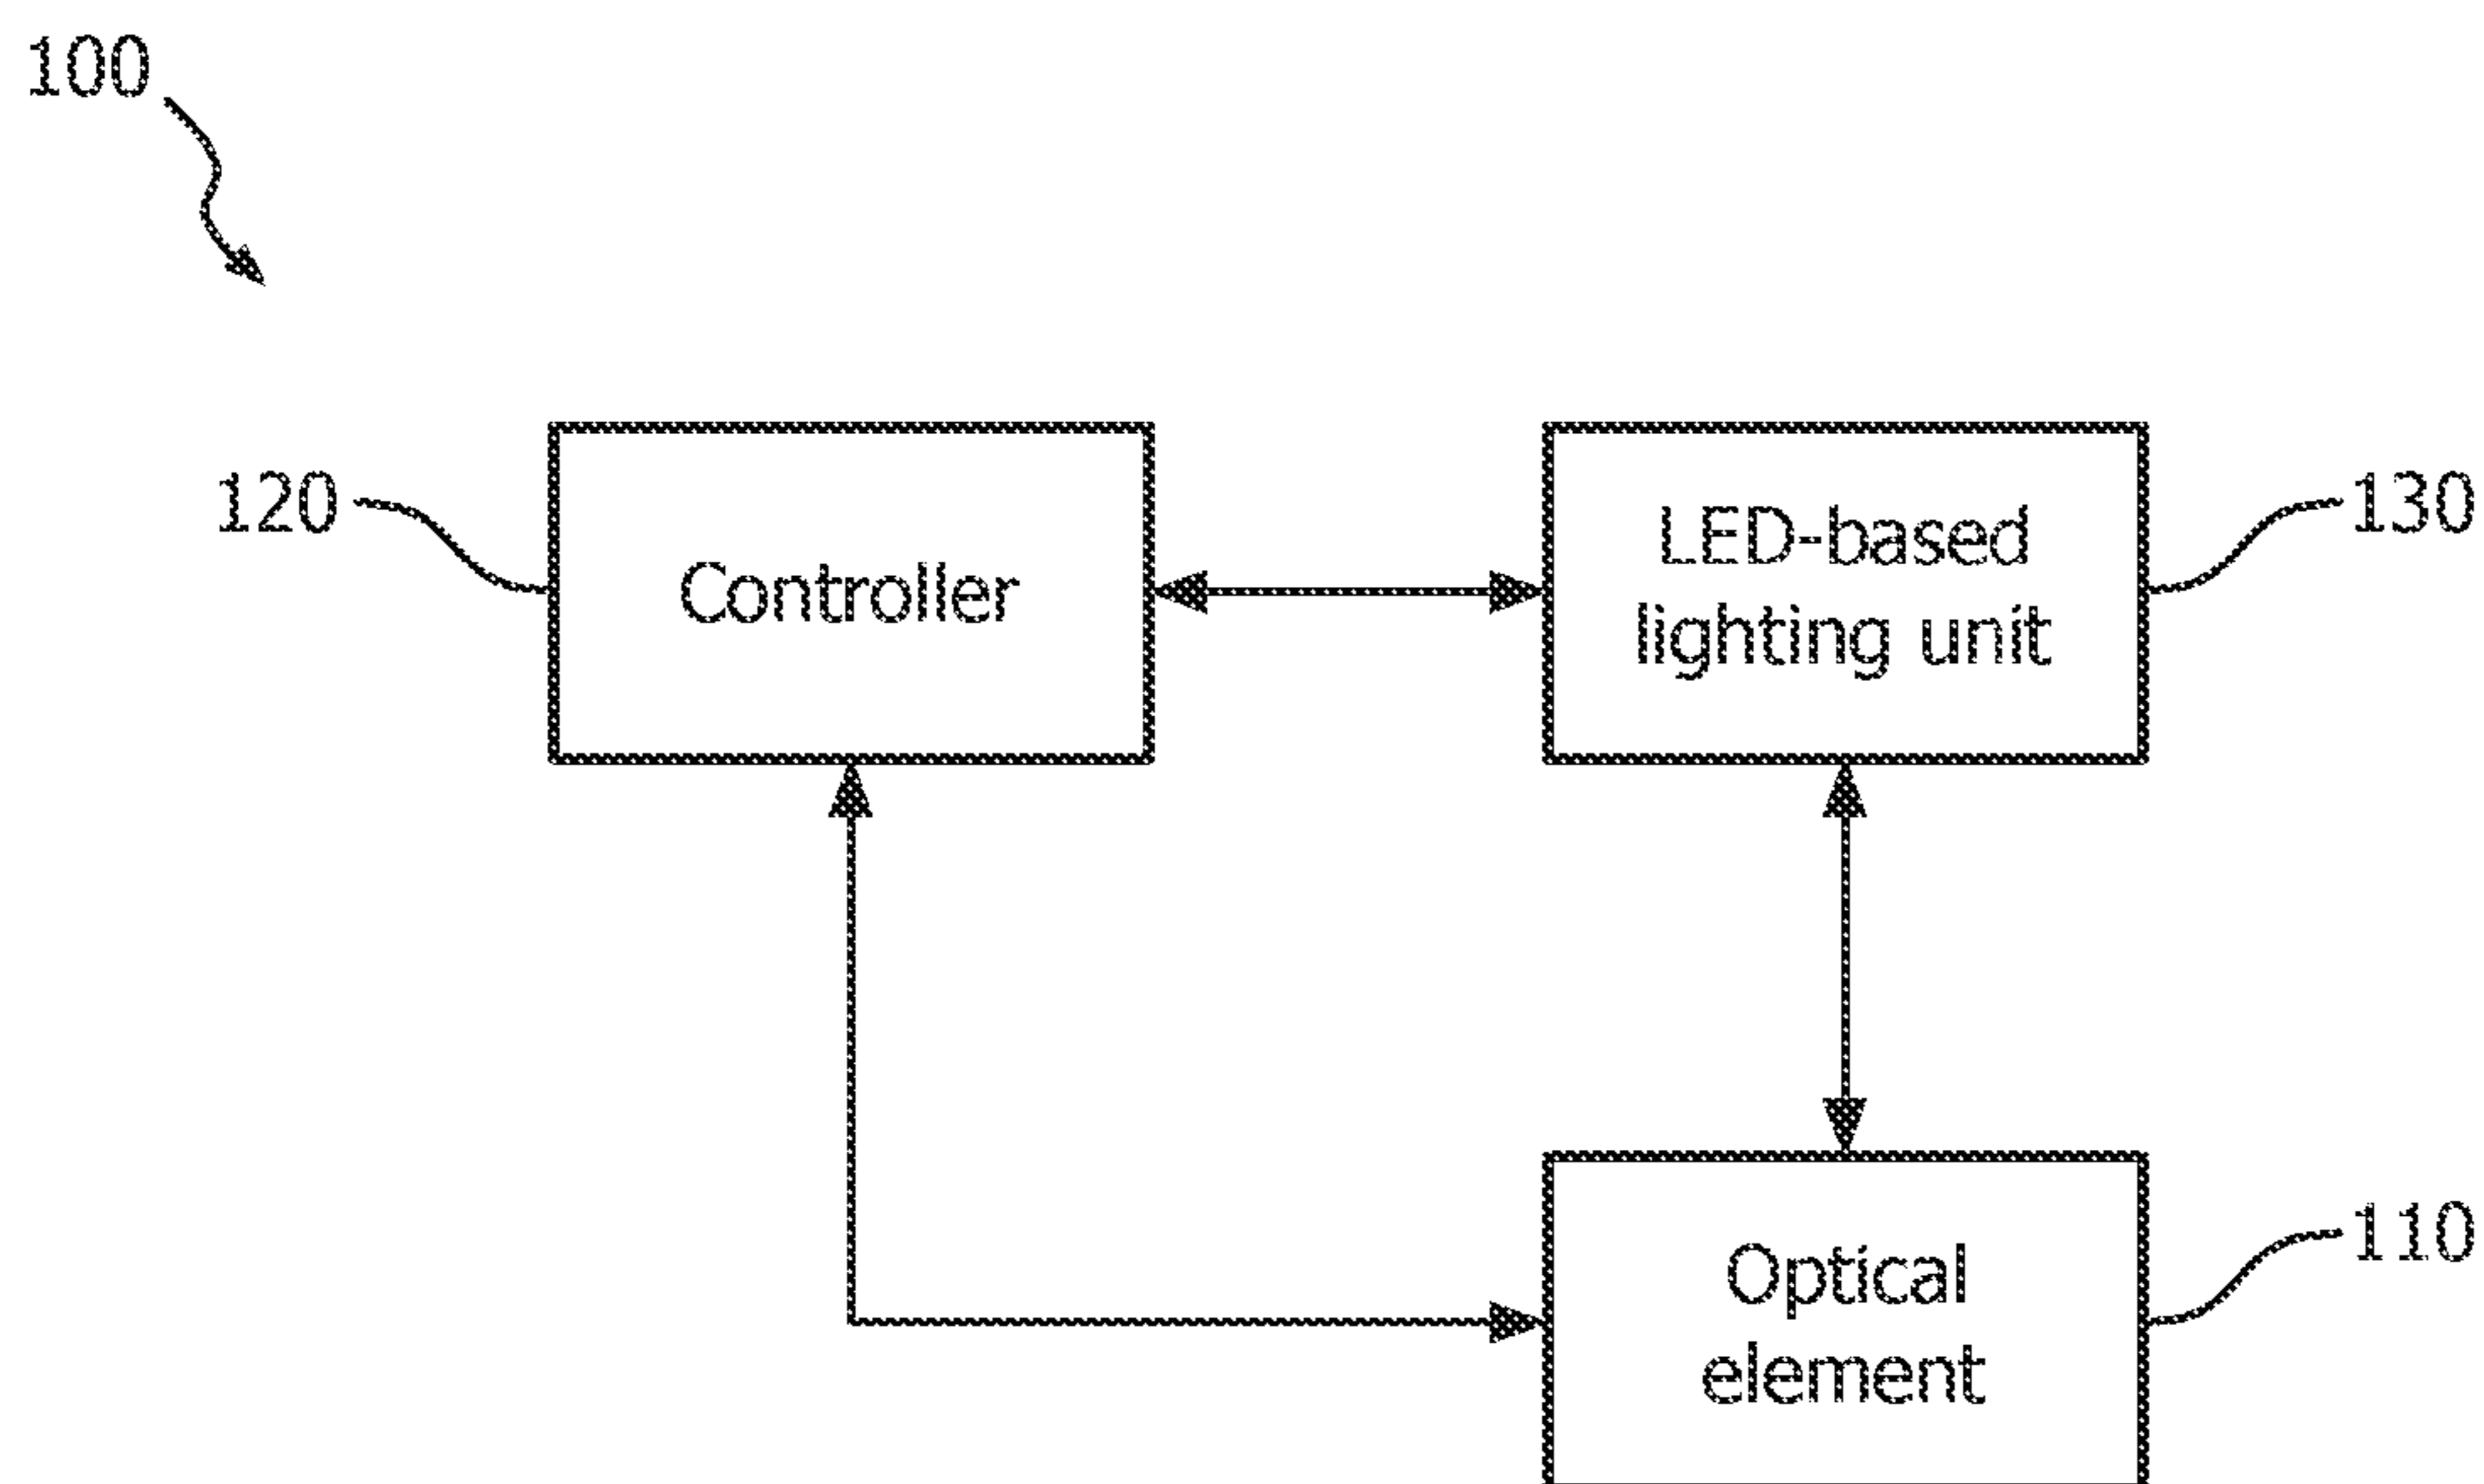 100
120
Controller
LED-based
lighting unit
130
Optical
element
110